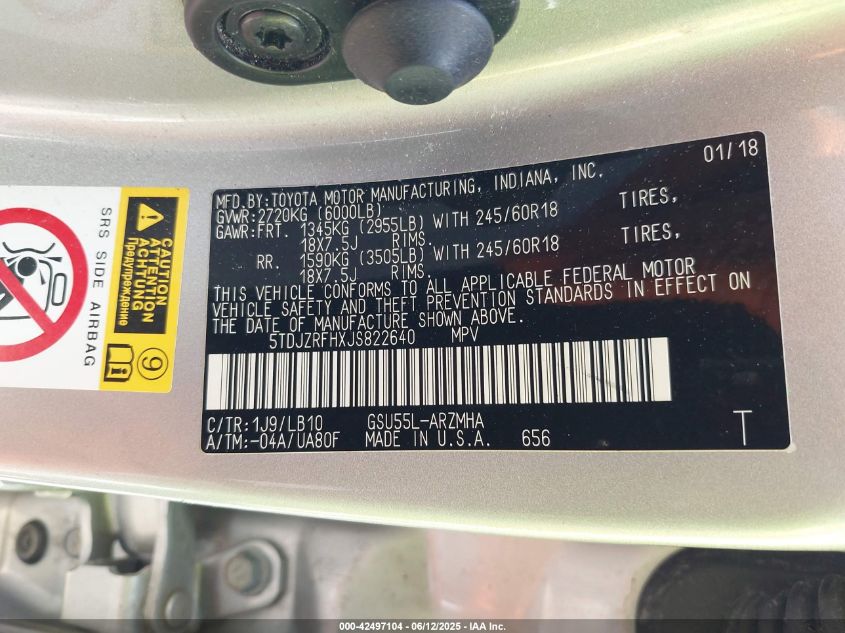 01/18
MFD.BY:TOYOTA MOTOR MANUFACTURING, INDIANA, INC.
GVWR:2720KG (6000LB)
GAWR:FRT. 1345KG (2955LB) WITH 245/60R18 TIRES,
18X7.5J RIMS.
RR. 1590KG (3505LB) WITH 245/60R18 TIRES,
18X7.5J RIMS.
THIS VEHICLE CONFORMS TO ALL APPLICABLE FEDERAL MOTOR
VEHICLE SAFETY AND THEFT PREVENTION STANDARDS IN EFFECT ON
THE DATE OF MANUFACTURE SHOWN ABOVE.
5TDJZRFHXJS822640 MPV
C/TR:1J9/LB10 GSU55L-ARZMHA
A/TM:-04A/UA80F MADE IN U.S.A. 656
T
SRS SIDE AIRBAG
CAUTION
ATTENTION
ACHTUNG
Предупреждение
9
000-42497104 - 06/12/2025 - IAA Inc.